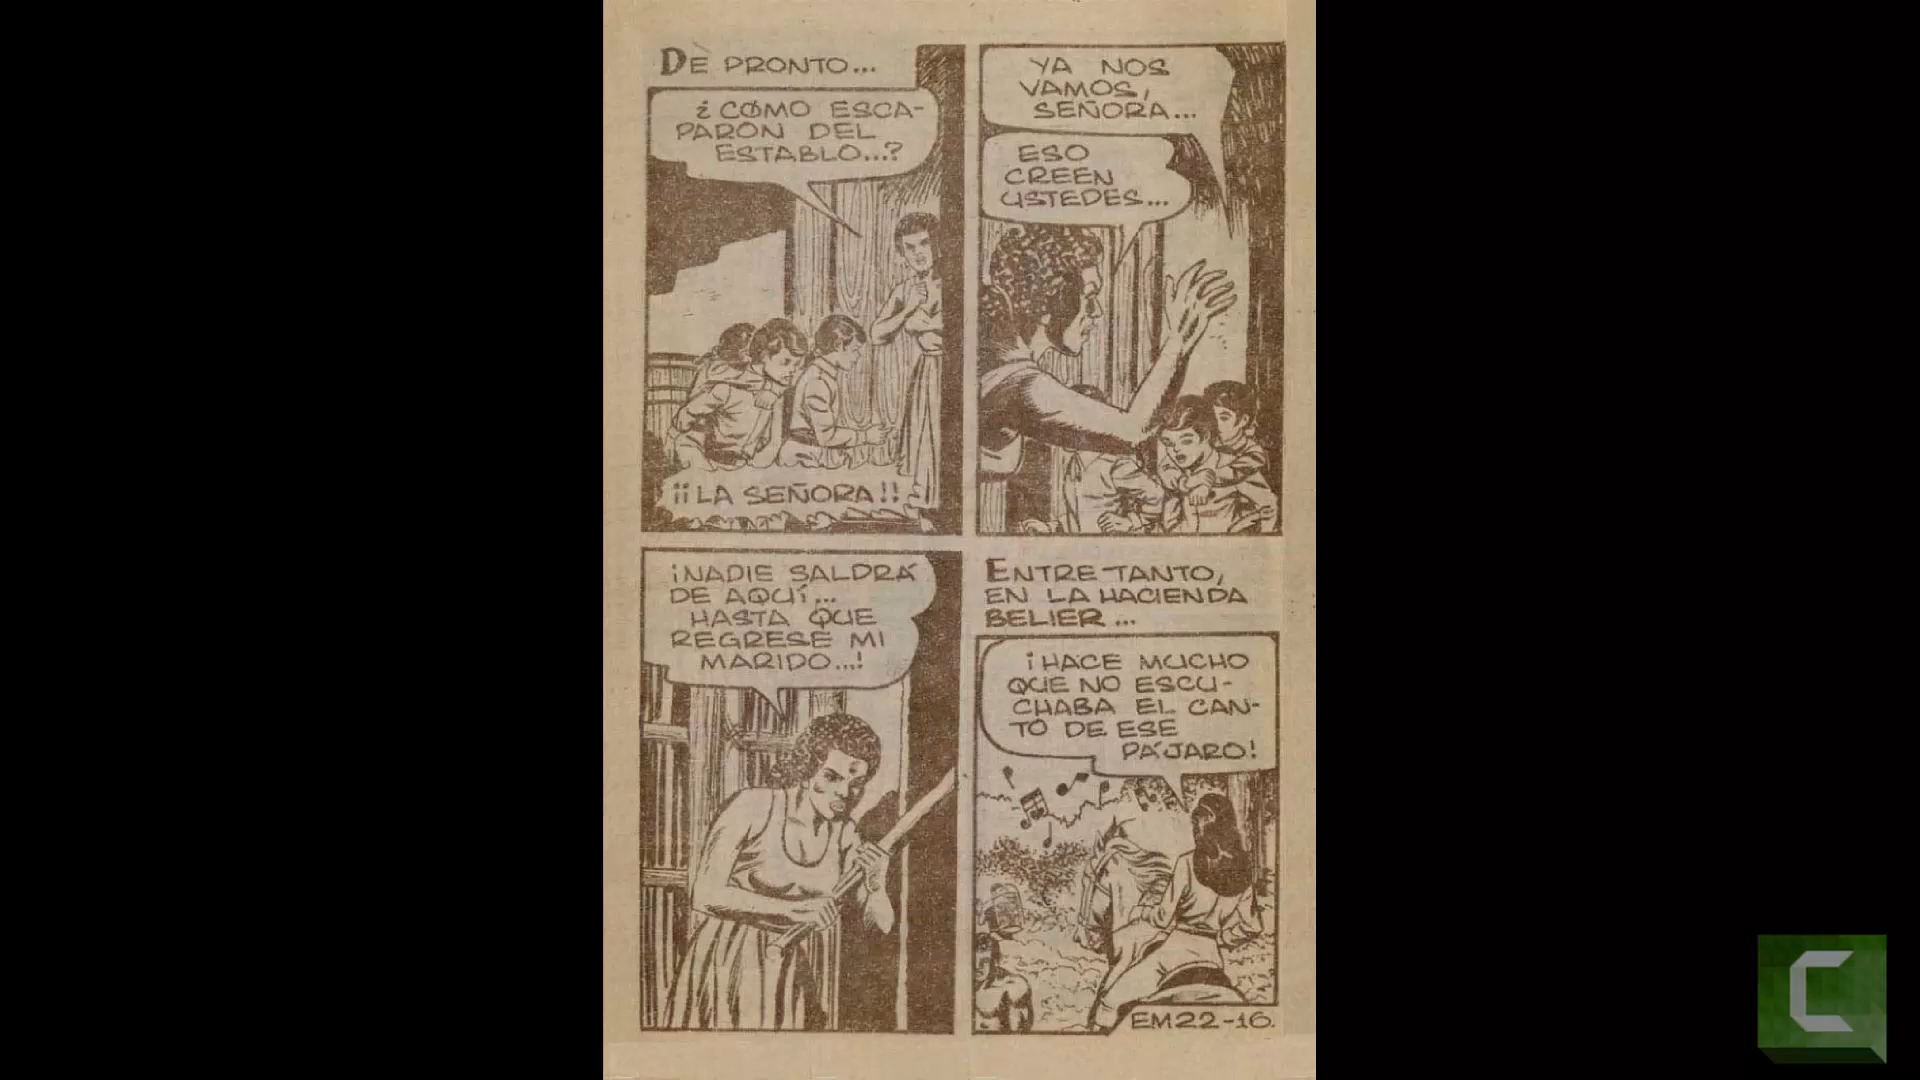 DE PRONTO...
¿CÓMO ESCA-
PARON DEL
ESTABLO...?
¡¡LA SEÑORA!!
YA NOS
VAMOS,
SEÑORA...
ESO
CREEN
USTEDES...
¡NADIE SALDRÁ
DE AQUÍ...
HASTA QUE
REGRESE MI
MARIDO...!
ENTRE TANTO,
EN LA HACIENDA
BELIER...
¡HACE MUCHO
QUE NO ESCU-
CHABA EL CAN-
TO DE ESE
PÁJARO!
EM22-16.
C